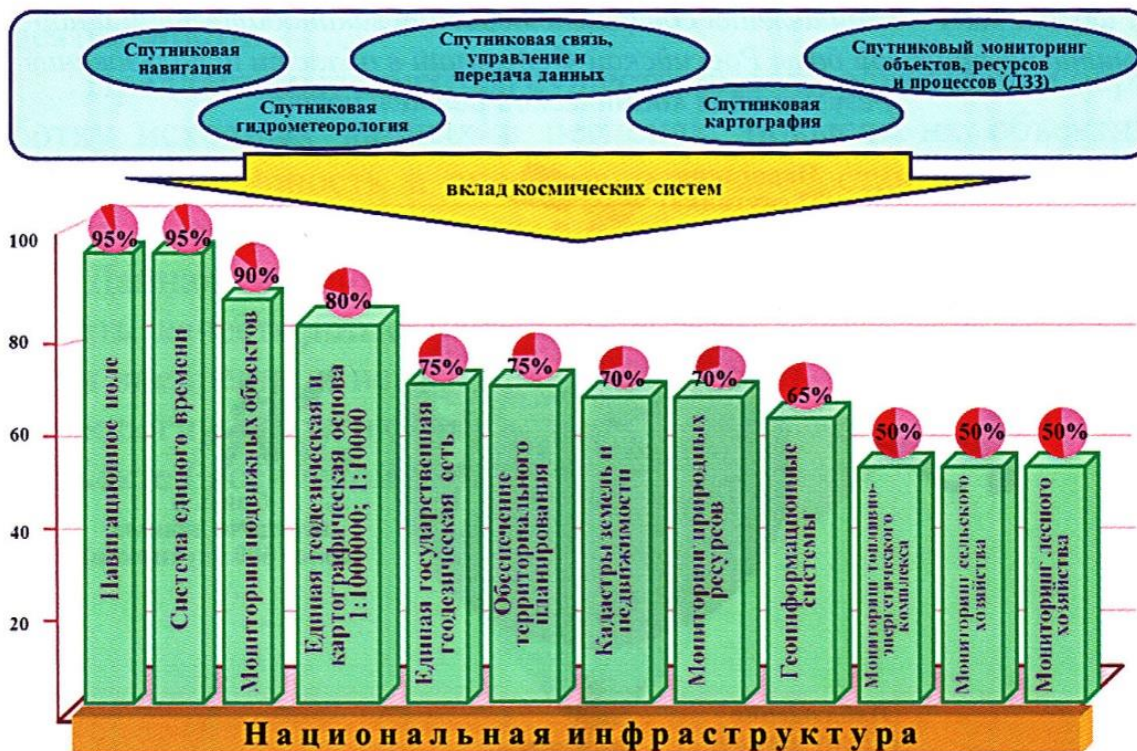 Спутниковая
навигация
Спутниковая связь,
управление и
передача данных
Спутниковый мониторинг
объектов, ресурсов
и процессов (ДЗЗ)
Спутниковая
гидрометеорология
Спутниковая
картография
вклад космических систем
100
80
60
40
20
95%
95%
90%
80%
75%
75%
70%
70%
65%
50%
50%
50%
Навигационное поле
Система единого времени
Мониторинг подвижных объектов
Единая геодезическая и
картографическая основа
1:100000; 1:10000
Единая государственная
геодезическая сеть
Обеспечение
территориального
планирования
Кадастры земель и
недвижимости
Мониторинг природных
ресурсов
Геоинформационные
системы
Мониторинг топливно-
энергетического
комплекса
Мониторинг сельского
хозяйства
Мониторинг лесного
хозяйства
Национальная инфраструктура